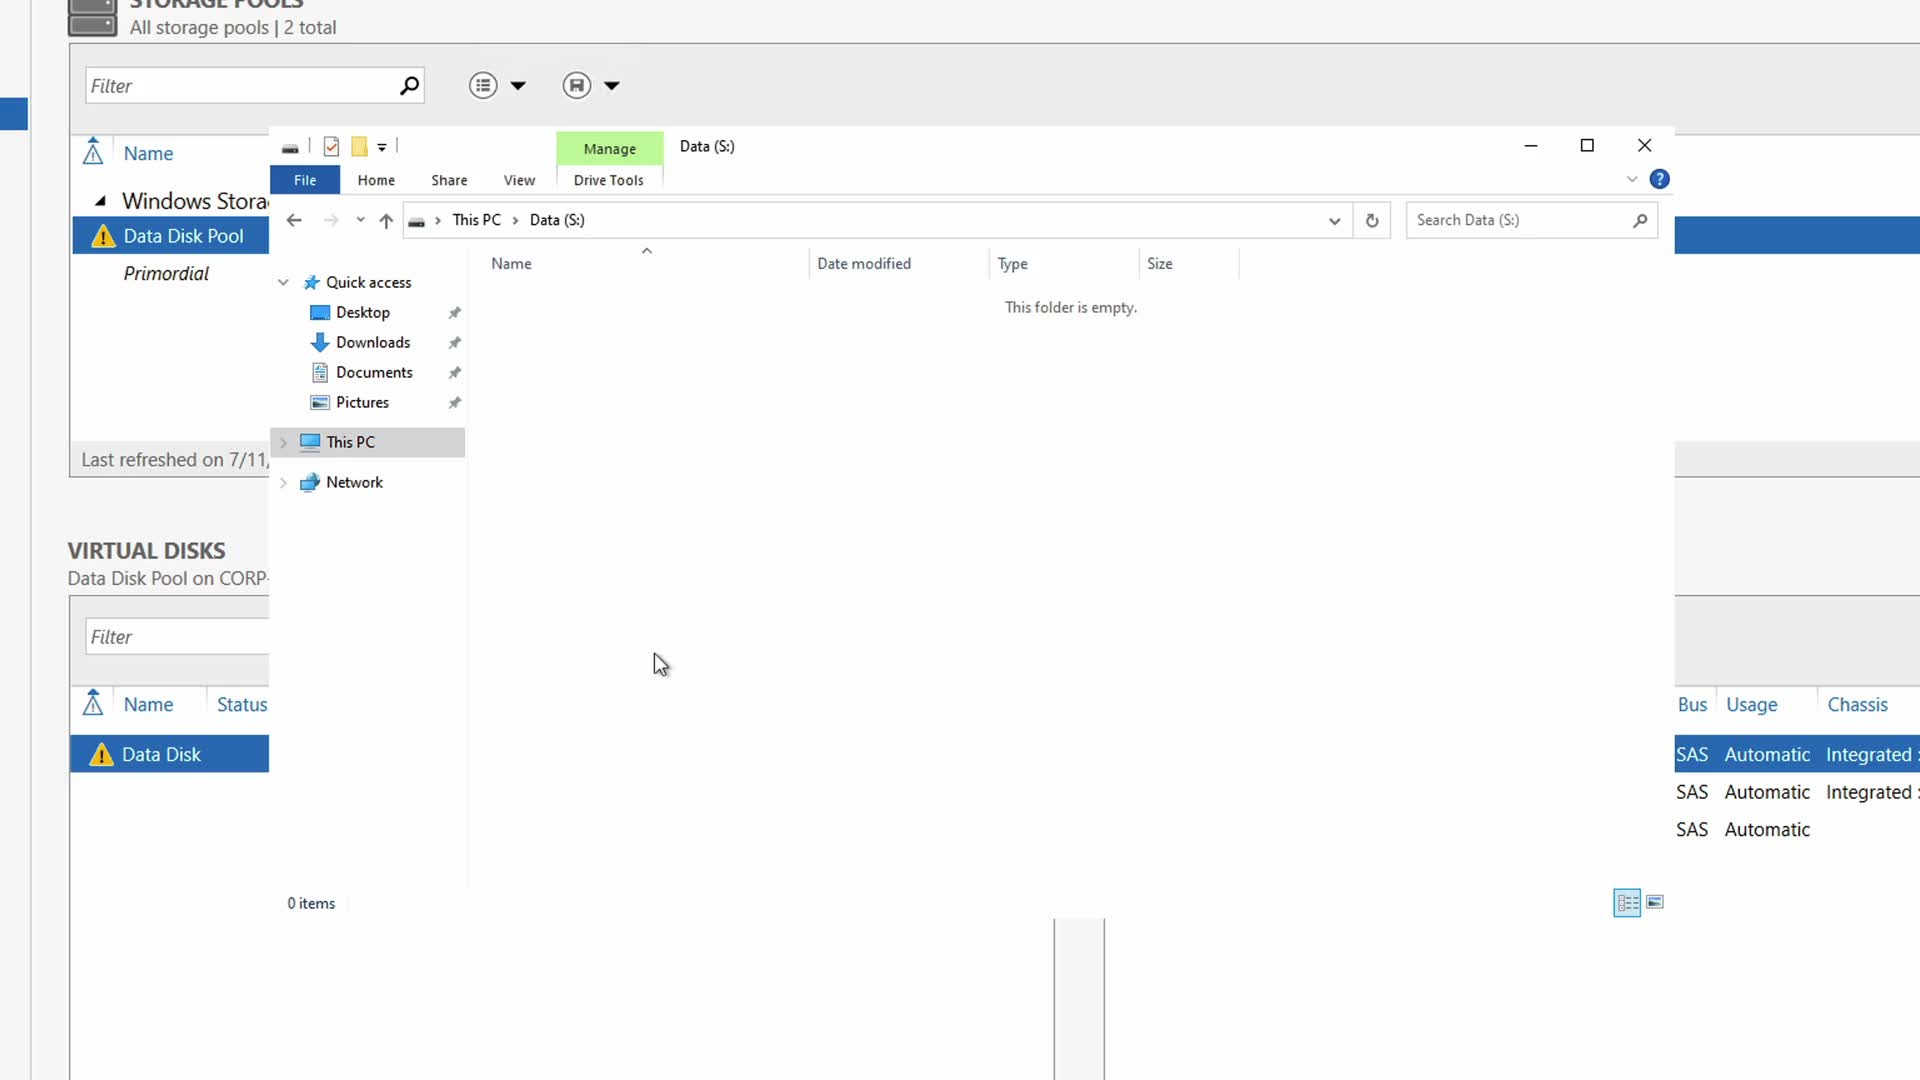 STORAGE POOLS
All storage pools | 2 total
Filter
Name
Windows Stora
Data Disk Pool
Primordial
Last refreshed on 7/11/
Manage
Data (S:)
File
Home
Share
View
Drive Tools
?
This PC
Data (S:)
Search Data (S:)
Name
Date modified
Type
Size
This folder is empty.
Quick access
Desktop
Downloads
Documents
Pictures
This PC
Network
0 items
VIRTUAL DISKS
Data Disk Pool on CORP-
Filter
Name
Status
Data Disk
Bus
Usage
Chassis
SAS Automatic Integrated :
SAS Automatic Integrated :
SAS Automatic